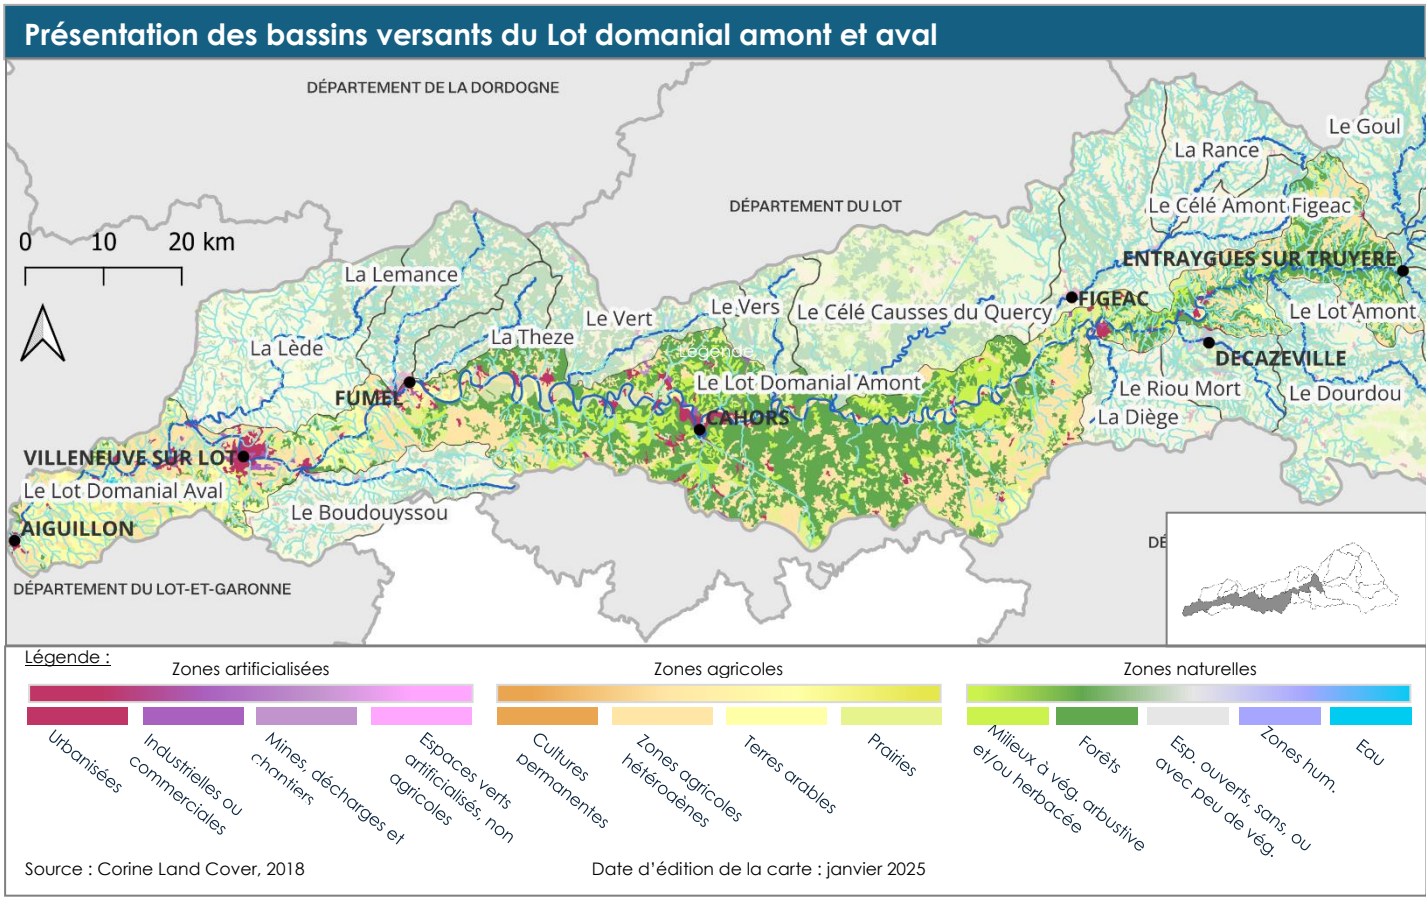 Présentation des bassins versants du Lot domanial amont et aval
DÉPARTEMENT DE LA DORDOGNE
Le Goul
La Rance
DÉPARTEMENT DU LOT
Le Célé Amont Figeac
0 10 20 km
ENTRAYGUES SUR TRUYERE
La Lemance
FIGEAC
Le Vers
Le Célé Causses du Quercy
Le Lot Amont
Le Vert
La Theze
La Lède
Légende
DECAZEVILLE
Le Lot Domanial Amont
Le Riou Mort
Le Dourdou
FUMEL
CAHORS
La Diège
VILLENEUVE SUR LOT
Le Lot Domanial Aval
Le Boudouyssou
AIGUILLON
DÉ
DÉPARTEMENT DU LOT-ET-GARONNE
Légende :
Zones artificialisées
Urbanisées
Industrielles ou
commerciales
Mines, décharges et
chantiers
Espaces verts
artificialisés, non
agricoles
Zones agricoles
Cultures
permanentes
Zones agricoles
hétérogènes
Terres arables
Prairies
Zones naturelles
Milieux à vég. arbustive
et/ou herbacée
Forêts
Esp. ouverts, sans, ou
avec peu de vég.
Zones hum.
Eau
Source : Corine Land Cover, 2018
Date d'édition de la carte : janvier 2025